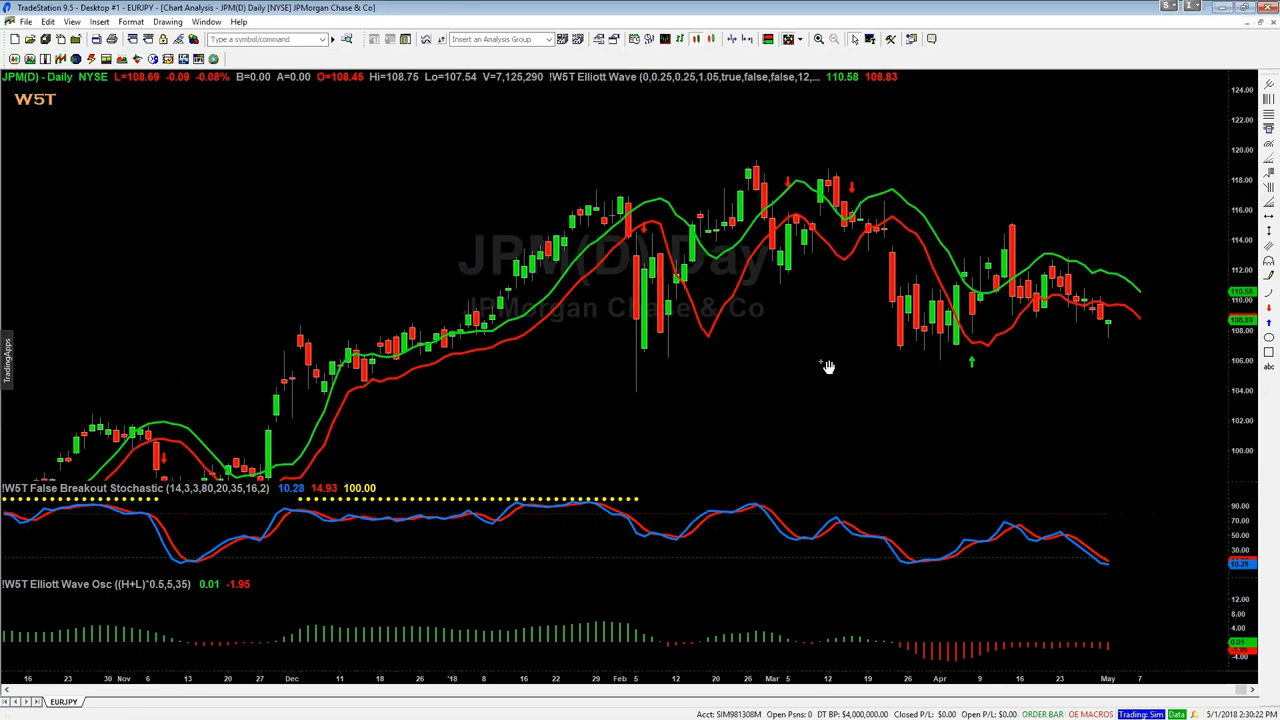 TradeStation 9.5 - Desktop #1 - EURJPY - [Chart Analysis - JPM(D) Daily [NYSE] JPMorgan Chase & Co]
File Edit View Insert Format Drawing Window Help
Type a symbol/command Insert an Analysis Group
JPM(D) - Daily NYSE L=108.69 -0.09 -0.08% B=0.00 A=0.00 O=108.45 Hi=108.75 Lo=107.54 V=7,125,290 !W5T Elliott Wave (0,0.25,0.25,1.05,true,false,false,12,... 110.58 108.83
W5T
124.00
122.00
120.00
118.00
116.00
114.00
112.00
110.58
110.00
108.69
108.00
106.00
104.00
102.00
100.00
JPM(D) Day
JPMorgan Chase & Co
TradingApps
abc
!W5T False Breakout Stochastic (14,3,3,80,20,35,16,2) 10.28 14.93 100.00
90.00
70.00
50.00
30.00
10.28
!W5T Elliott Wave Osc ((H+L)*0.5,5,35) 0.01 -1.95
12.00
8.00
4.00
0.01
-4.00
16 23 30 Nov 6 13 20 27 Dec 11 18 '18 8 16 22 29 Feb 5 12 20 26 Mar 5 12 19 26 Apr 9 16 23 May 7
EURJPY
Acct: SIM981308M Open Psns: 0 DT BP: $4,000,000.00 Closed P/L: $0.00 Open P/L: $0.00 ORDER BAR OE MACROS Trading: Sim Data 5/1/2018 2:30:22 PM